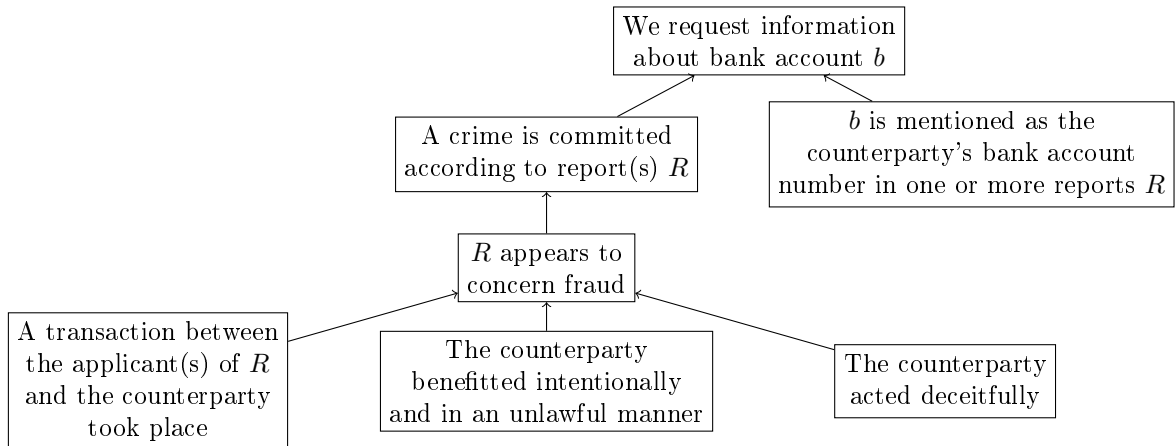 We request information
about bank account b
A crime is committed
according to report(s) R
b is mentioned as the
counterparty's bank account
number in one or more reports R
R appears to
concern fraud
A transaction between
the applicant(s) of R
and the counterparty
took place
The counterparty
benefitted intentionally
and in an unlawful manner
The counterparty
acted deceitfully